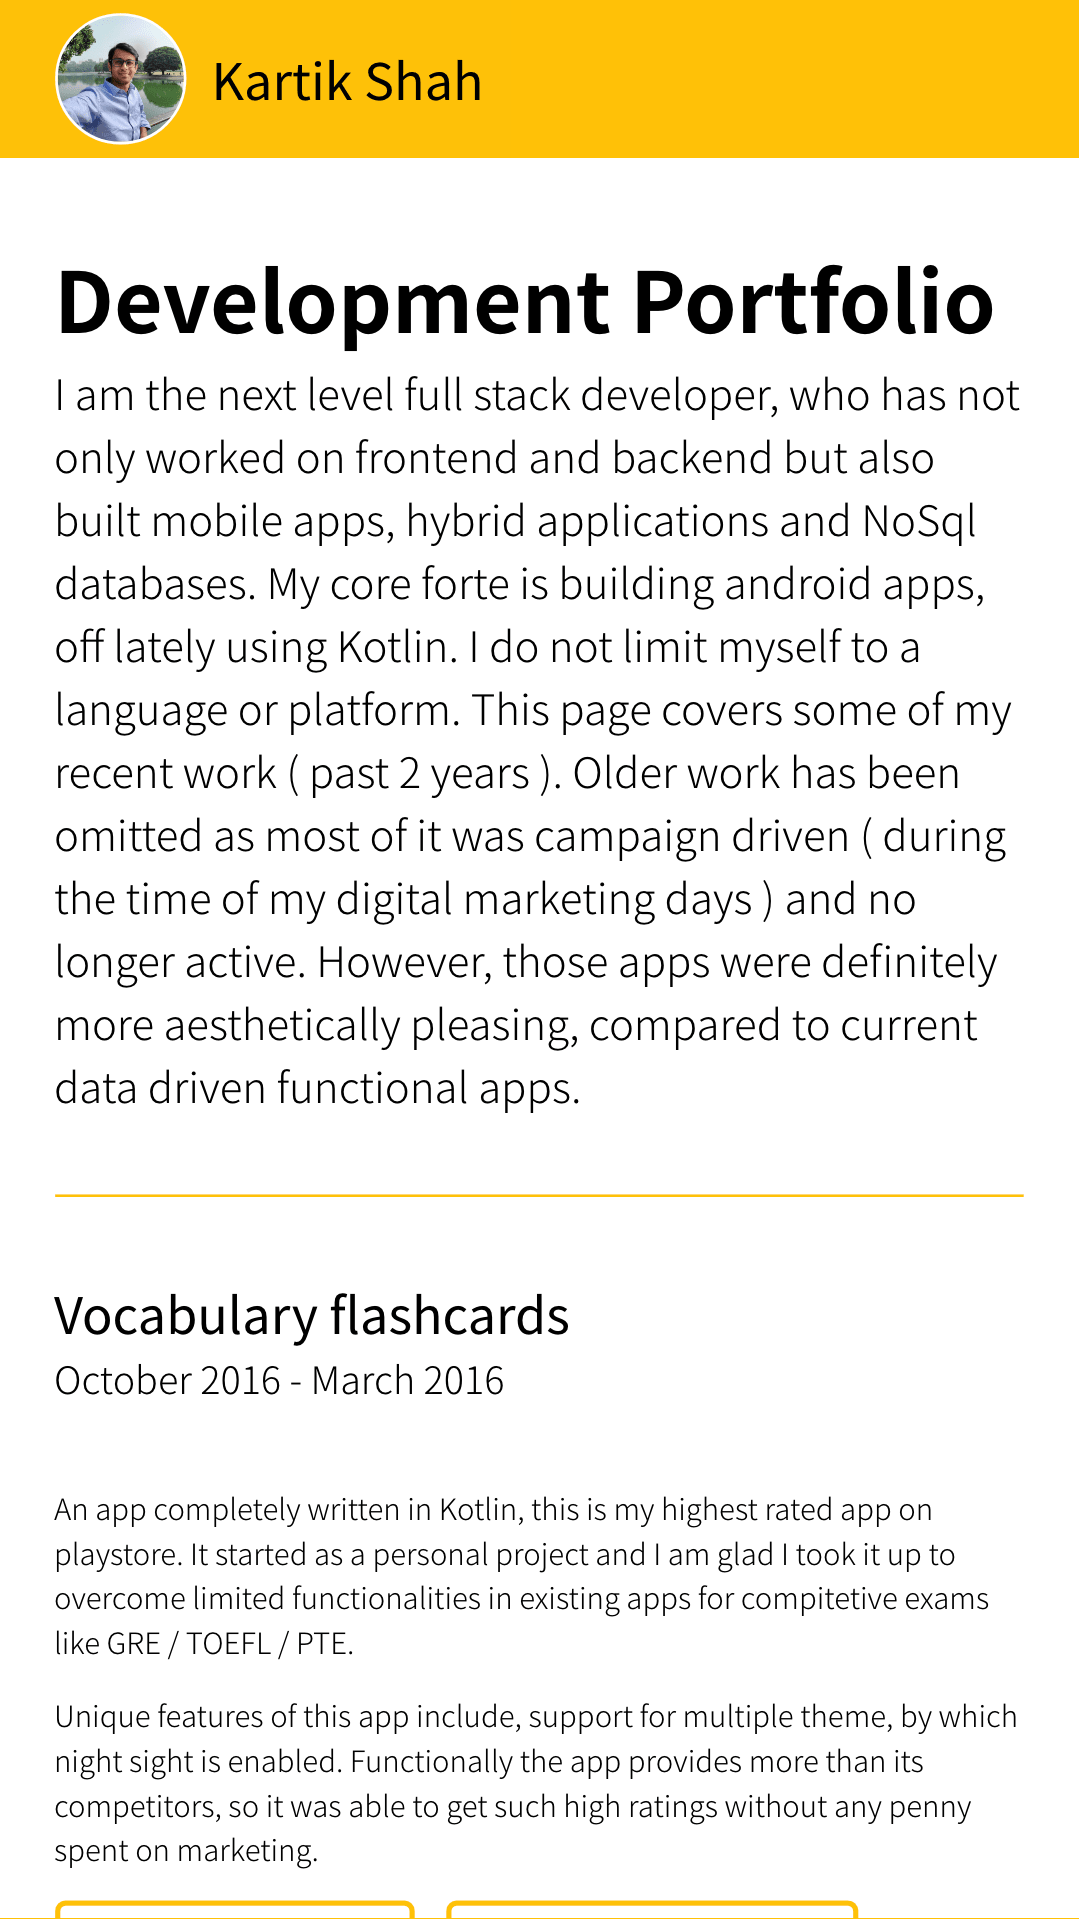 Kartik Shah
Development Portfolio
I am the next level full stack developer, who has not
only worked on frontend and backend but also
built mobile apps, hybrid applications and NoSql
databases. My core forte is building android apps,
off lately using Kotlin. I do not limit myself to a
language or platform. This page covers some of my
recent work ( past 2 years ). Older work has been
omitted as most of it was campaign driven ( during
the time of my digital marketing days ) and no
longer active. However, those apps were definitely
more aesthetically pleasing, compared to current
data driven functional apps.
Vocabulary flashcards
October 2016 - March 2016
An app completely written in Kotlin, this is my highest rated app on
playstore. It started as a personal project and I am glad I took it up to
overcome limited functionalities in existing apps for compitetive exams
like GRE / TOEFL / PTE.
Unique features of this app include, support for multiple theme, by which
night sight is enabled. Functionally the app provides more than its
competitors, so it was able to get such high ratings without any penny
spent on marketing.